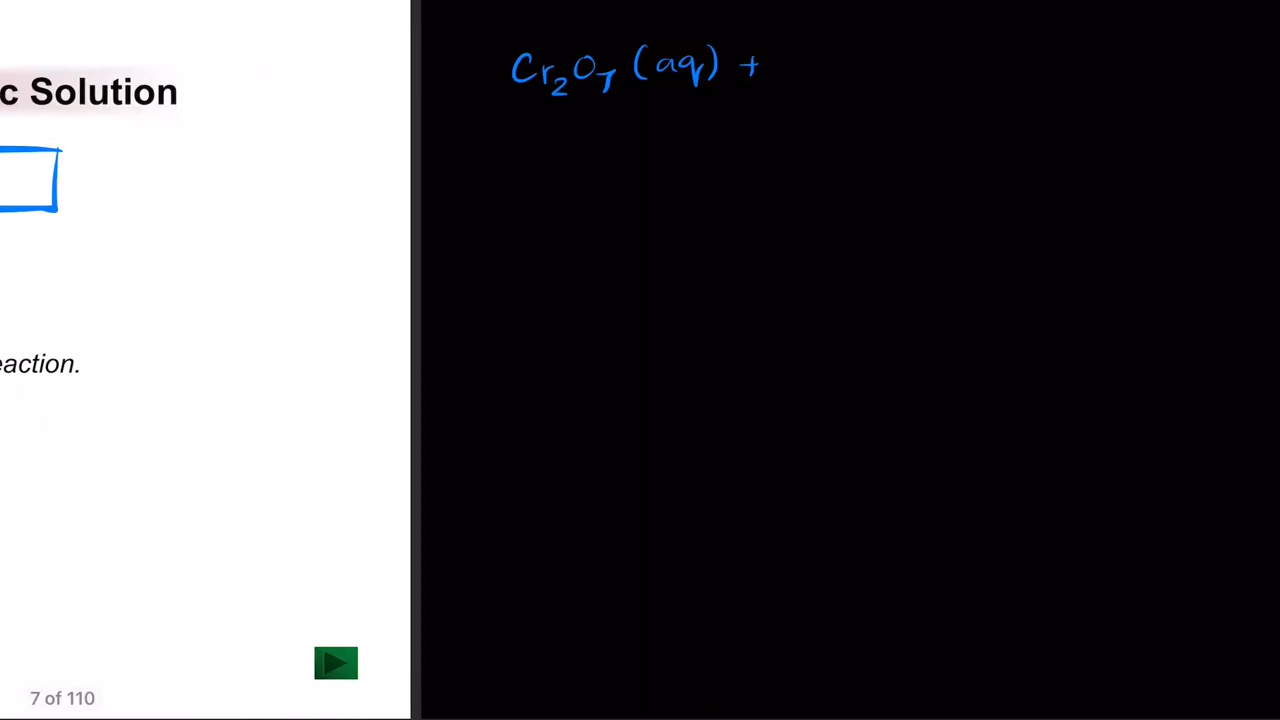 c Solution
eaction.
7 of 110
Cr₂O₇ (aq) +